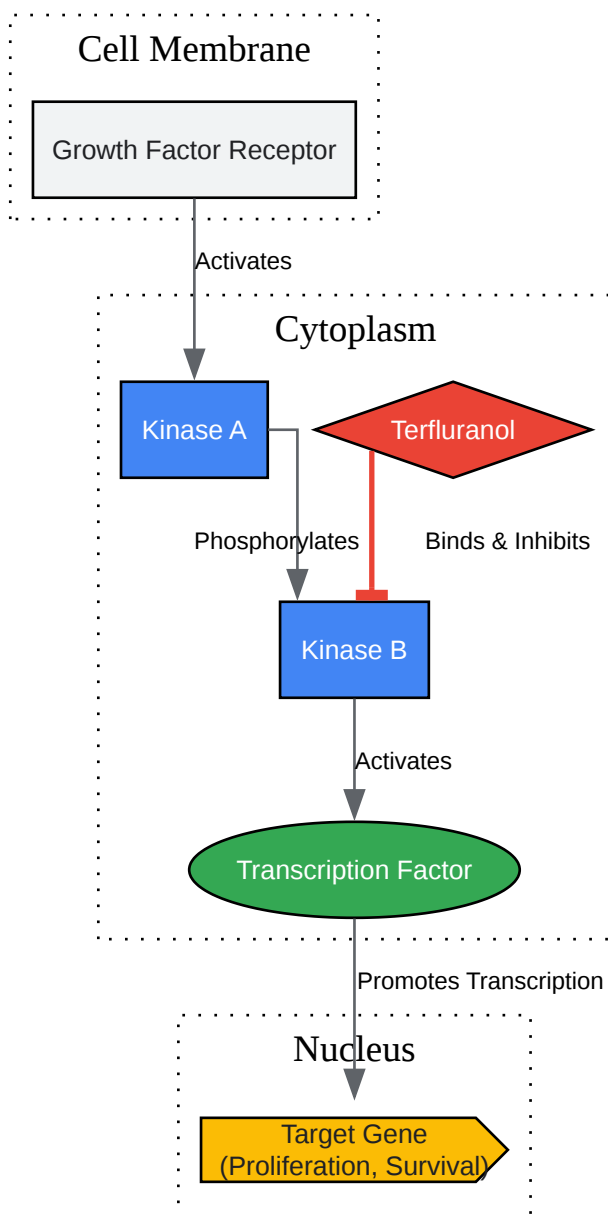 Cell Membrane
Growth Factor Receptor
Activates
Cytoplasm
Kinase A
Terfluranol
Phosphorylates
Binds & Inhibits
Kinase B
Activates
Transcription Factor
Promotes Transcription
Nucleus
Target Gene
(Proliferation, Survival)